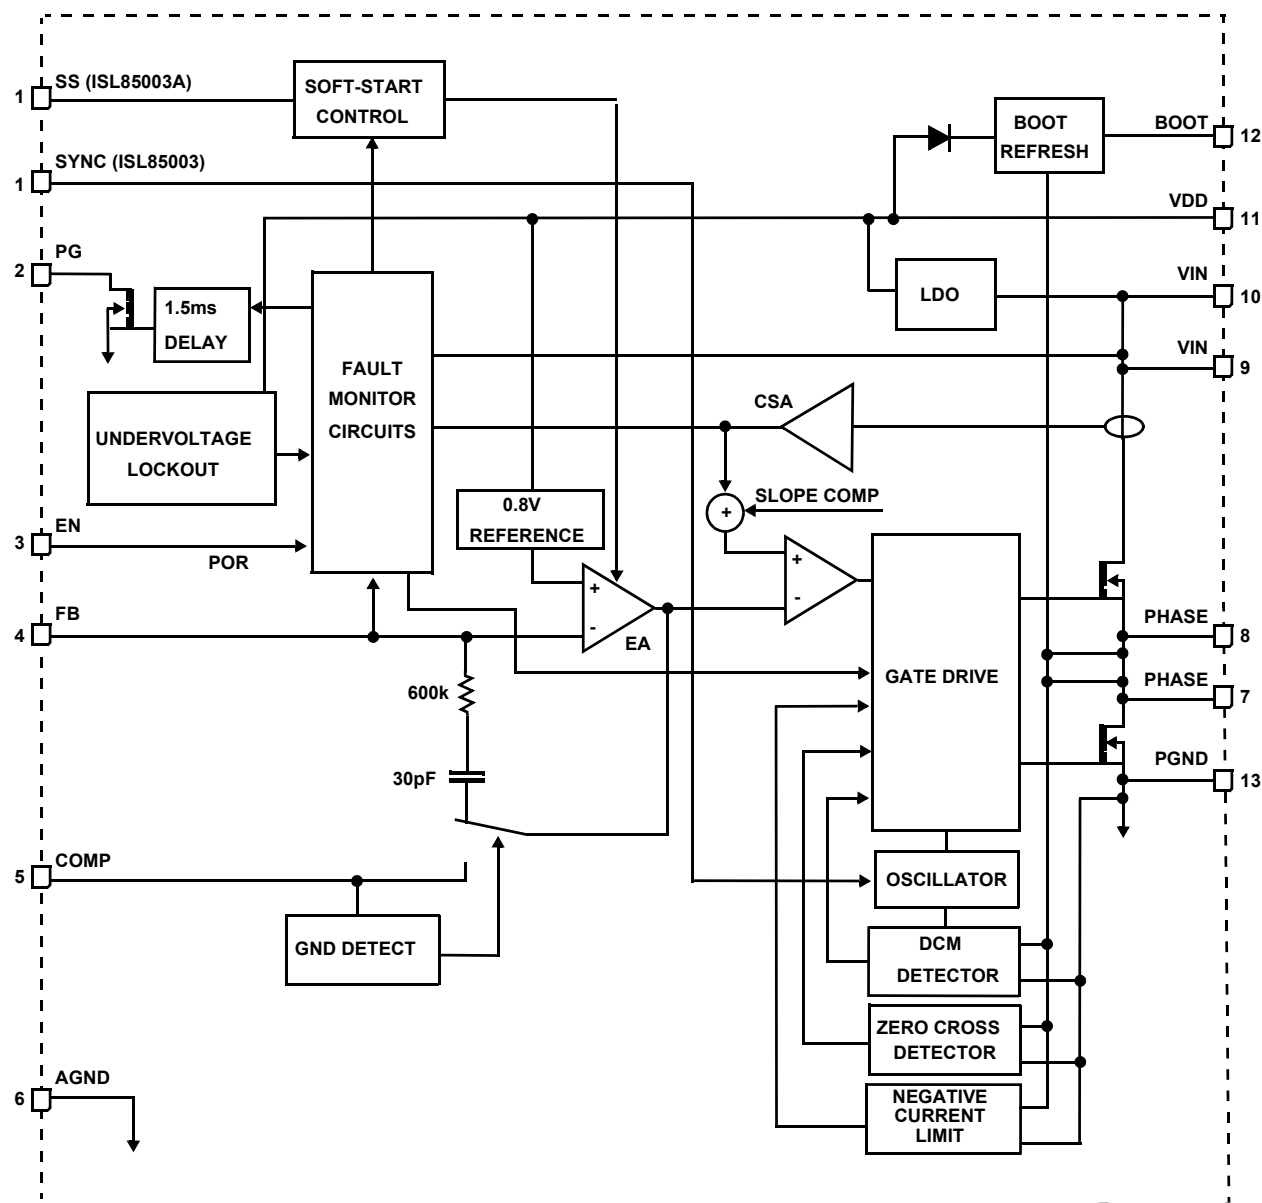 SS (ISL85003A)
1
SOFT-START
CONTROL
SYNC (ISL85003)
1
BOOT
REFRESH
BOOT
12
VDD
11
PG
2
1.5ms
DELAY
LDO
VIN
10
VIN
9
FAULT
MONITOR
CIRCUITS
CSA
UNDERVOLTAGE
LOCKOUT
SLOPE COMP
+
0.8V
REFERENCE
EN
3
POR
+
-
EA
+
-
FB
4
PHASE
8
GATE DRIVE
PHASE
7
600k
30pF
PGND
13
COMP
5
OSCILLATOR
GND DETECT
DCM
DETECTOR
ZERO CROSS
DETECTOR
NEGATIVE
CURRENT
LIMIT
AGND
6